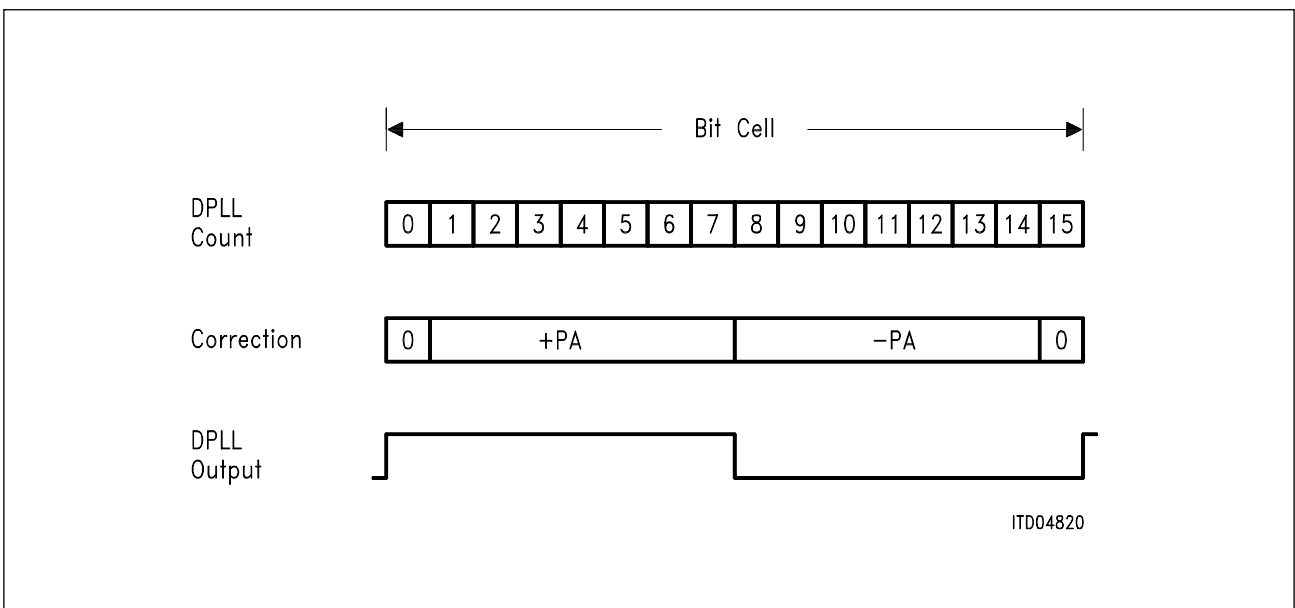 Bit Cell
DPLL
Count
0 1 2 3 4 5 6 7 8 9 10 11 12 13 14 15
Correction
0 +PA -PA 0
DPLL
Output
ITD04820